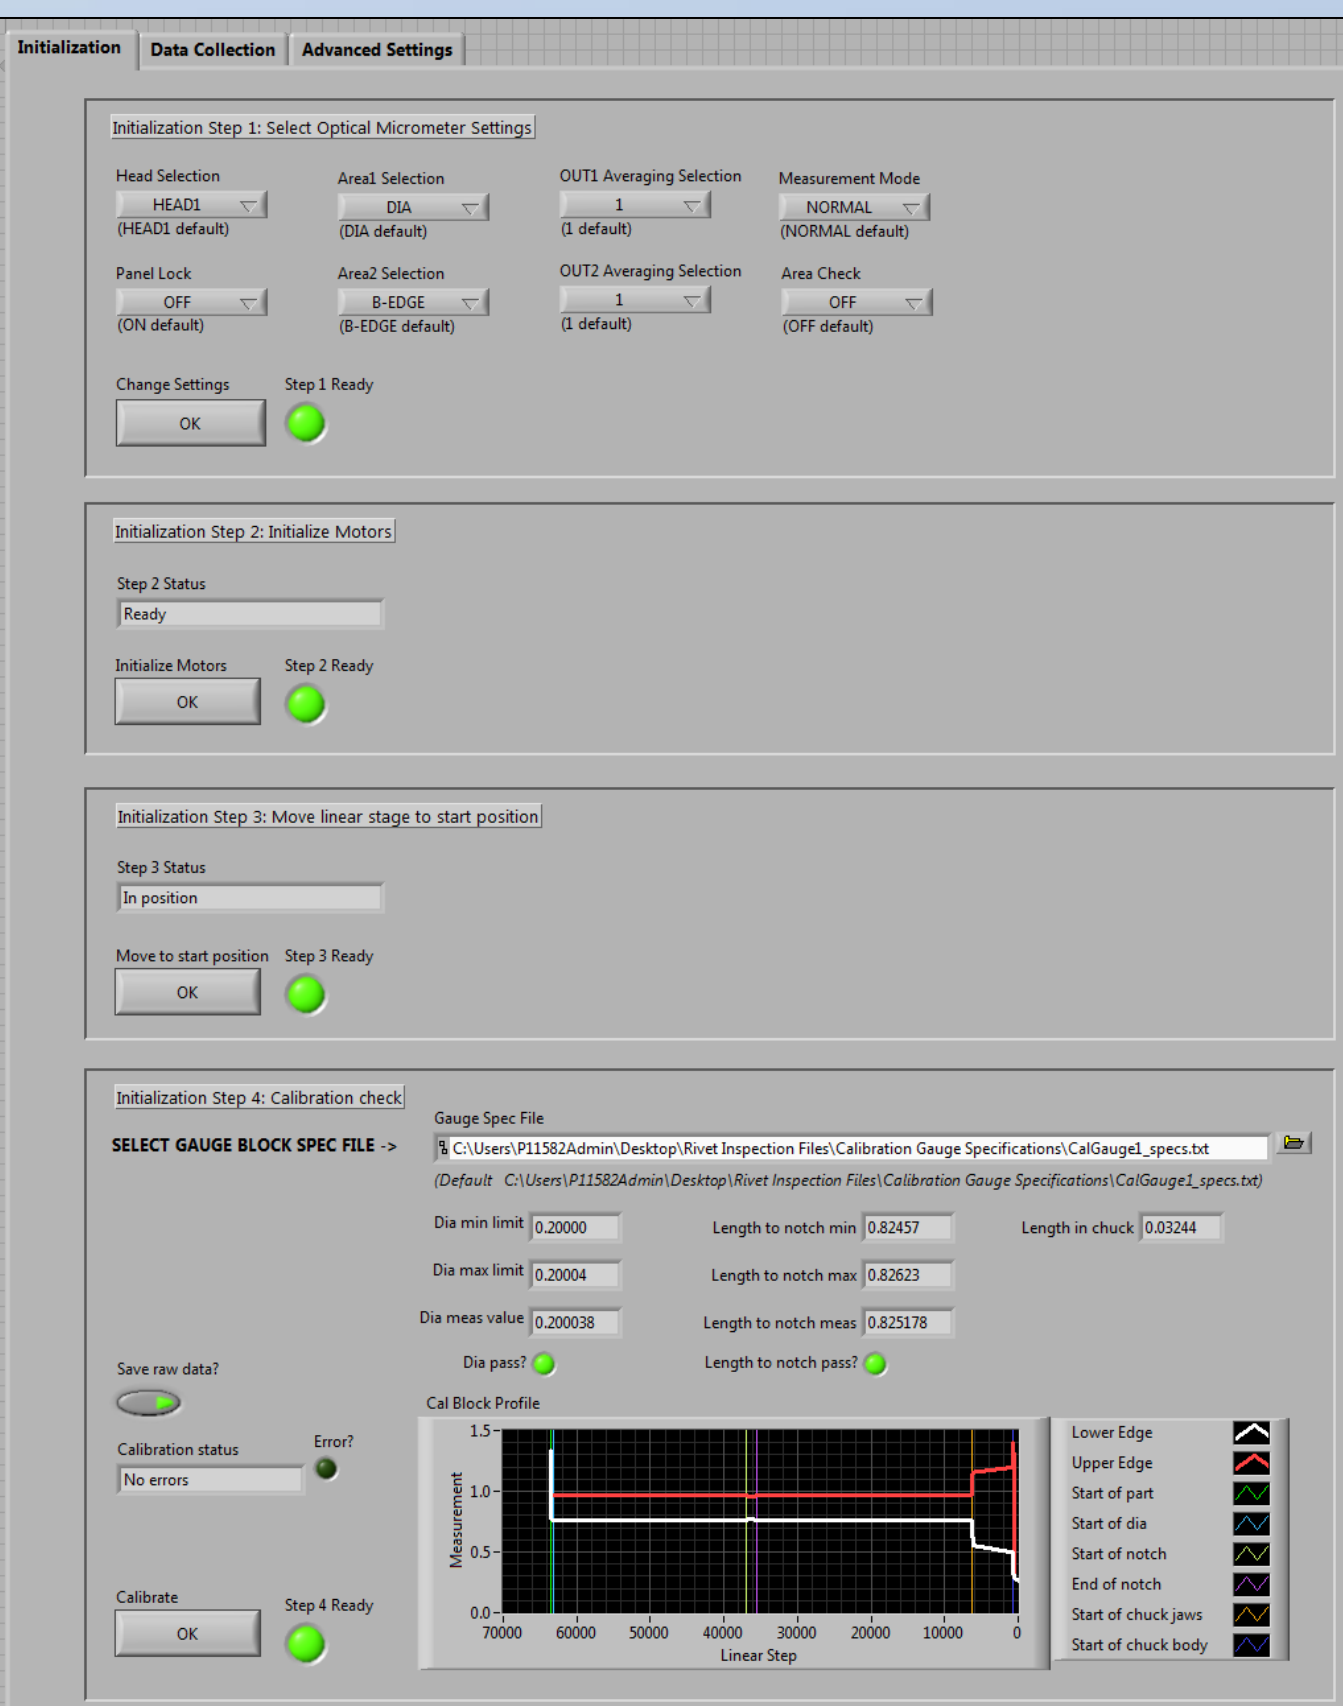 Initialization Data Collection Advanced Settings
Initialization Step 1: Select Optical Micrometer Settings
Head Selection Area1 Selection OUT1 Averaging Selection Measurement Mode
HEAD1 DIA 1 NORMAL
(HEAD1 default) (DIA default) (1 default) (NORMAL default)
Panel Lock Area2 Selection OUT2 Averaging Selection Area Check
OFF B-EDGE 1 OFF
(ON default) (B-EDGE default) (1 default) (OFF default)
Change Settings Step 1 Ready
OK
Initialization Step 2: Initialize Motors
Step 2 Status
Ready
Initialize Motors Step 2 Ready
OK
Initialization Step 3: Move linear stage to start position
Step 3 Status
In position
Move to start position Step 3 Ready
OK
Initialization Step 4: Calibration check
Gauge Spec File
SELECT GAUGE BLOCK SPEC FILE -> C:\Users\P11582Admin\Desktop\Rivet Inspection Files\Calibration Gauge Specifications\CalGauge1_specs.txt
(Default C:\Users\P11582Admin\Desktop\Rivet Inspection Files\Calibration Gauge Specifications\CalGauge1_specs.txt)
Dia min limit 0.20000 Length to notch min 0.82457 Length in chuck 0.03244
Dia max limit 0.20004 Length to notch max 0.82623
Dia meas value 0.200038 Length to notch meas 0.825178
Dia pass? Length to notch pass?
Save raw data?
Calibration status Error?
No errors
Calibrate Step 4 Ready
OK
Cal Block Profile
1.5
1.0
0.5
0.0
Measurement
70000 60000 50000 40000 30000 20000 10000 0
Linear Step
Lower Edge
Upper Edge
Start of part
Start of dia
Start of notch
End of notch
Start of chuck jaws
Start of chuck body